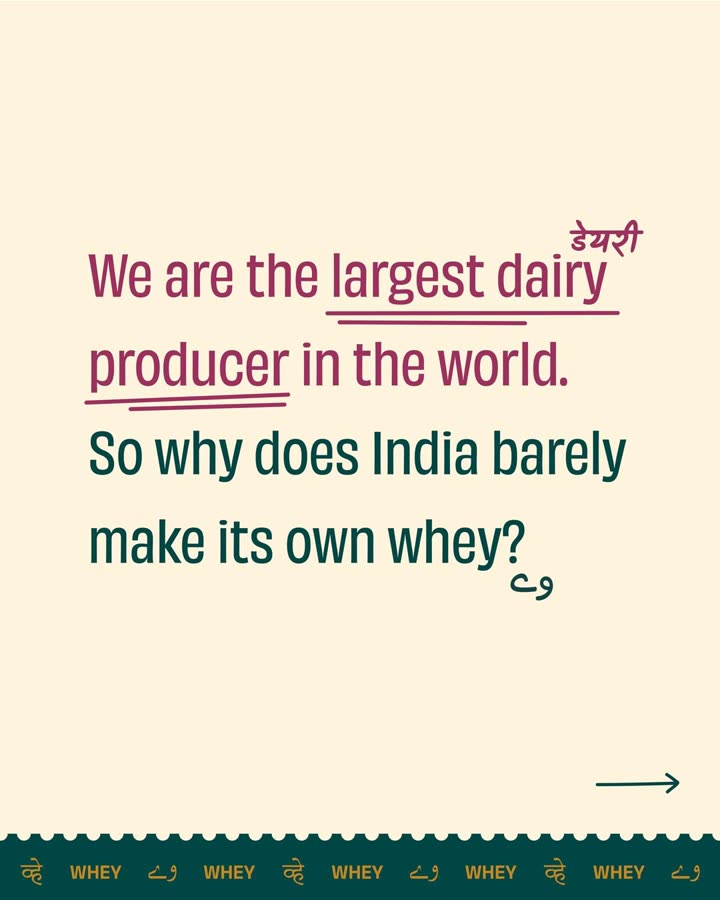 डेयरी
We are the largest dairy
producer in the world.
So why does India barely
make its own whey?
وے
व्हे WHEY وے WHEY व्हे WHEY وے WHEY व्हे WHEY وے